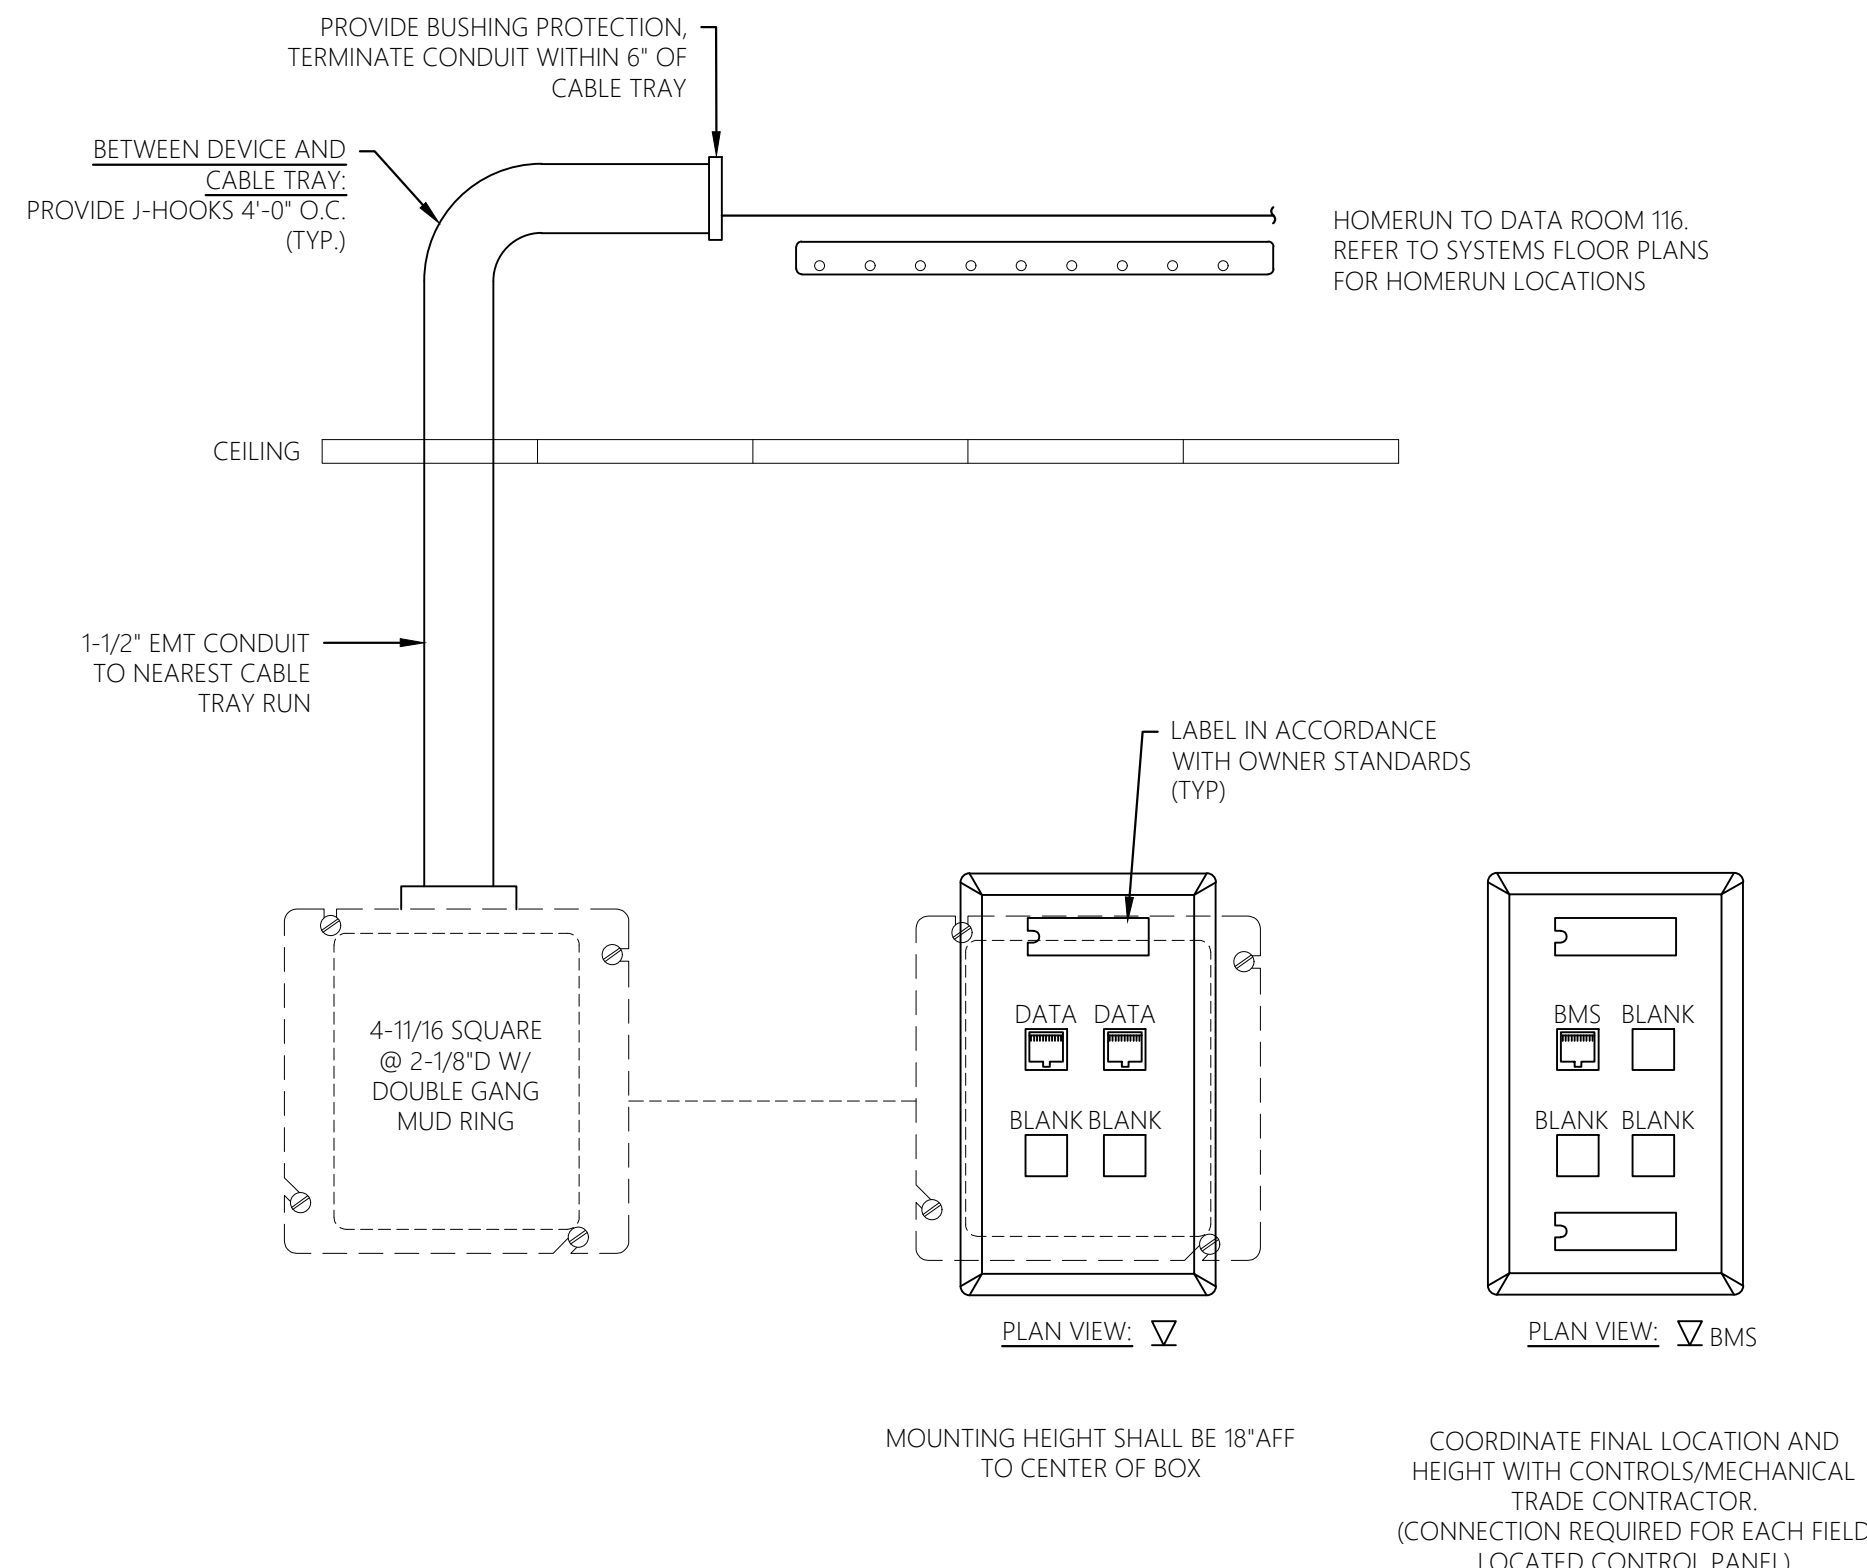 PROVIDE BUSHING PROTECTION,
TERMINATE CONDUIT WITHIN 6" OF
CABLE TRAY
BETWEEN DEVICE AND
CABLE TRAY:
PROVIDE J-HOOKS 4'-0" O.C.
(TYP.)
HOMERUN TO DATA ROOM 116.
REFER TO SYSTEMS FLOOR PLANS
FOR HOMERUN LOCATIONS
CEILING
1-1/2" EMT CONDUIT
TO NEAREST CABLE
TRAY RUN
LABEL IN ACCORDANCE
WITH OWNER STANDARDS
(TYP)
4-11/16 SQUARE
@ 2-1/8"D W/
DOUBLE GANG
MUD RING
DATA DATA
BLANK BLANK
PLAN VIEW:
MOUNTING HEIGHT SHALL BE 18"AFF
TO CENTER OF BOX
BMS BLANK
BLANK BLANK
PLAN VIEW: BMS
COORDINATE FINAL LOCATION AND
HEIGHT WITH CONTROLS/MECHANICAL
TRADE CONTRACTOR.
(CONNECTION REQUIRED FOR EACH FIELD
LOCATED CONTROL PANEL)